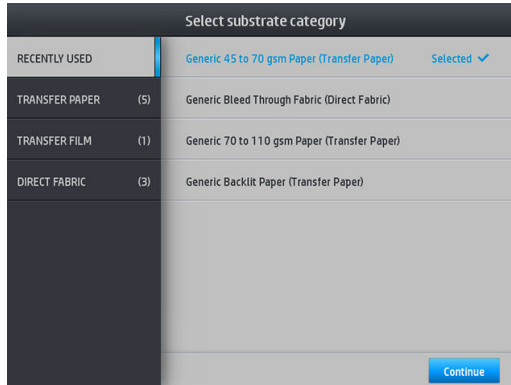 Select substrate category
RECENTLY USED
TRANSFER PAPER (5)
TRANSFER FILM (1)
DIRECT FABRIC (3)
Generic 45 to 70 gsm Paper (Transfer Paper) Selected ✔
Generic Bleed Through Fabric (Direct Fabric)
Generic 70 to 110 gsm Paper (Transfer Paper)
Generic Backlit Paper (Transfer Paper)
Continue